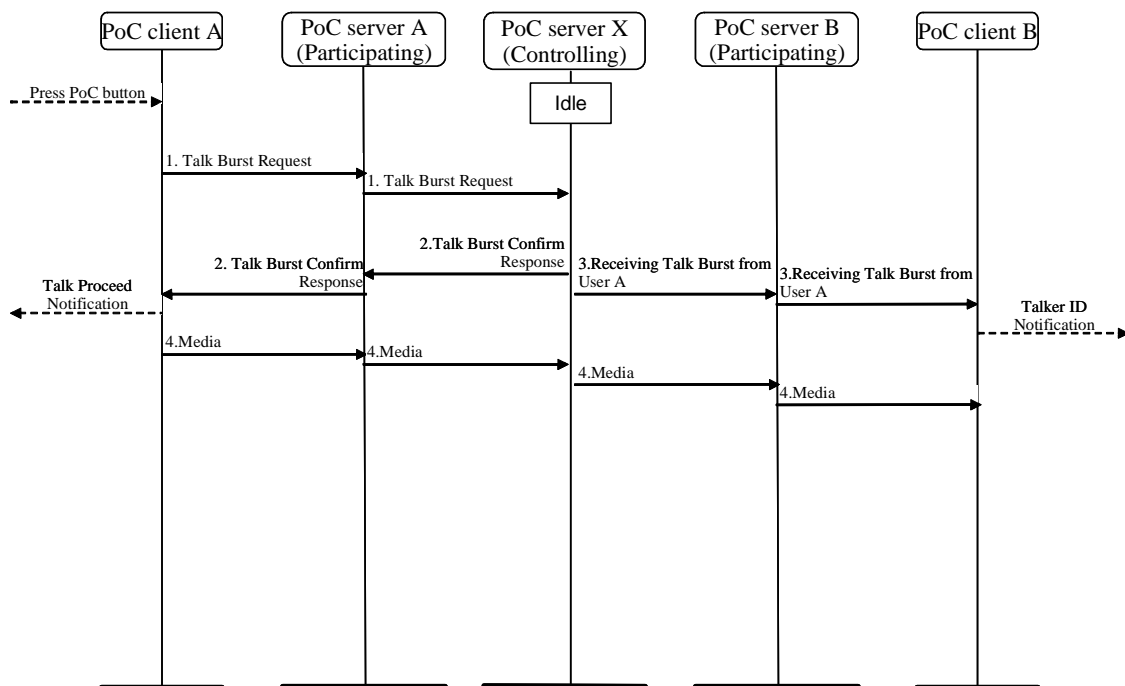 PoC client A
PoC server A
(Participating)
PoC server X
(Controlling)
PoC server B
(Participating)
PoC client B
Press PoC button
Idle
1. Talk Burst Request
1. Talk Burst Request
2.Talk Burst Confirm
Response
2. Talk Burst Confirm
Response
3.Receiving Talk Burst from
User A
3.Receiving Talk Burst from
User A
Talk Proceed
Notification
Talker ID
Notification
4.Media
4.Media
4.Media
4.Media